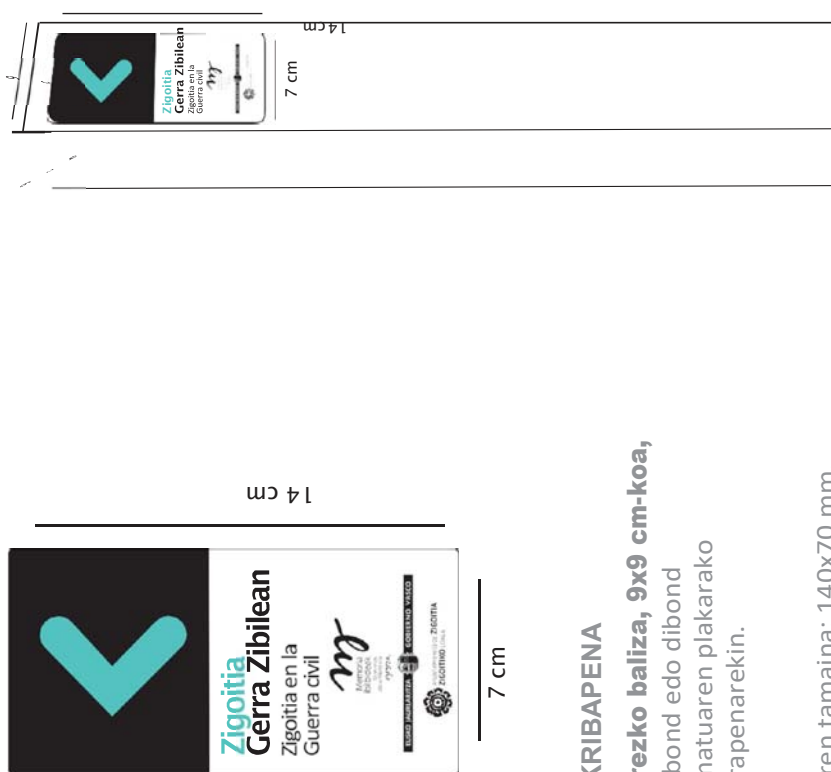 14cm
7 cm
Zigoitia
Gerra Zibilean
Zigoitia en la
Guerra civil
14 cm
7 cm
Zigoitia
Gerra Zibilean
Zigoitia en la
Guerra civil
Memoria
EUSKO JAURLARITZA GOBIERNO VASCO
ZIGOITIA
ZIGOITIKO
KRIBAPENA
rezko baliza, 9x9 cm-koa,
bond edo dibond
natuaren plakarako
rapenarekin.
ren tamaina: 140x70 mm